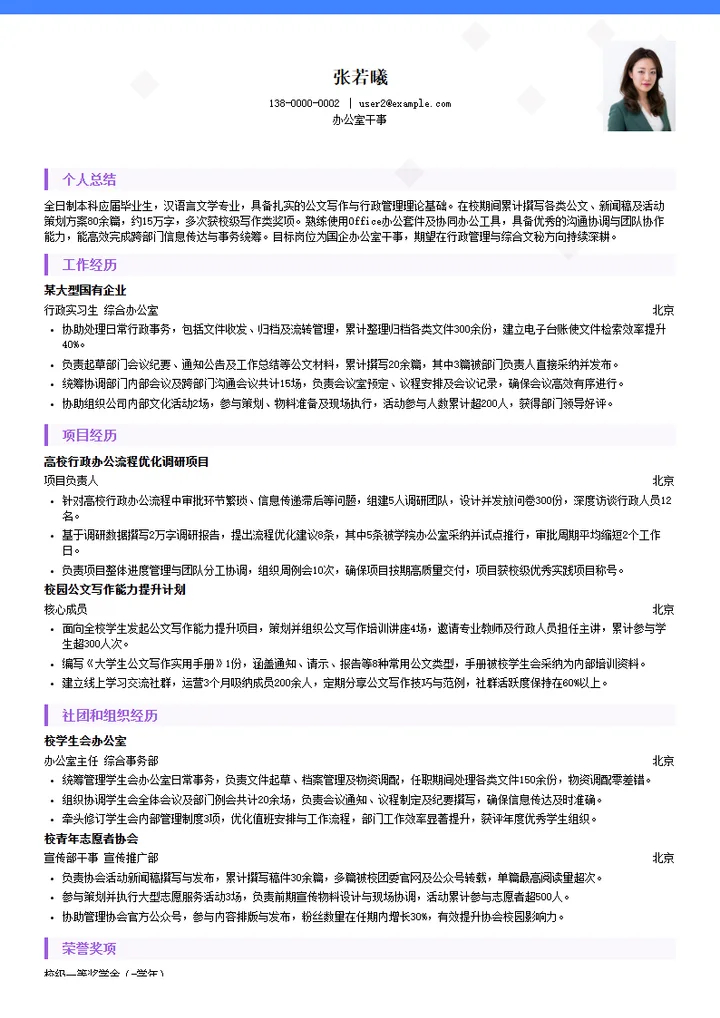 张若曦
138-0000-0002 | user2@example.com
办公室干事
个人总结
全日制本科应届毕业生，汉语言文学专业，具备扎实的公文写作与行政管理理论基础。在校期间累计撰写各类公文、新闻稿及活动
策划方案80余篇，约15万字，多次获校级写作类奖项。熟练使用Office办公套件及协同办公工具，具备优秀的沟通协调与团队协作
能力，能高效完成跨部门信息传达与事务统筹。目标岗位为国企办公室干事，期望在行政管理与综合文秘方向持续深耕。
工作经历
某大型国有企业
行政实习生 综合办公室 北京
• 协助处理日常行政事务，包括文件收发、归档及流转管理，累计整理归档各类文件300余份，建立电子台账使文件检索效率提升
40%。
• 负责起草部门会议纪要、通知公告及工作总结等公文材料，累计撰写20余篇，其中3篇被部门负责人直接采纳并发布。
• 统筹协调部门内部会议及跨部门沟通会议共计15场，负责会议室预定、议程安排及会议记录，确保会议高效有序进行。
• 协助组织公司内部文化活动2场，参与策划、物料准备及现场执行，活动参与人数累计超200人，获得部门领导好评。
项目经历
高校行政办公流程优化调研项目
项目负责人 北京
• 针对高校行政办公流程中审批环节繁琐、信息传递滞后等问题，组建5人调研团队，设计并发放问卷300份，深度访谈行政人员12
名。
• 基于调研数据撰写2万字调研报告，提出流程优化建议8条，其中5条被学院办公室采纳并试点推行，审批周期平均缩短2个工作
日。
• 负责项目整体进度管理与团队分工协调，组织周例会10次，确保项目按期高质量交付，项目获校级优秀实践项目称号。
校园公文写作能力提升计划
核心成员 北京
• 面向全校学生发起公文写作能力提升项目，策划并组织公文写作培训讲座4场，邀请专业教师及行政人员担任主讲，累计参与学
生超300人次。
• 编写《大学生公文写作实用手册》1份，涵盖通知、请示、报告等8种常用公文类型，手册被校学生会采纳为内部培训资料。
• 建立线上学习交流社群，运营3个月吸纳成员200余人，定期分享公文写作技巧与范例，社群活跃度保持在60%以上。
社团和组织经历
校学生会办公室
办公室主任 综合事务部 北京
• 统筹管理学生会办公室日常事务，负责文件起草、档案管理及物资调配，任职期间处理各类文件150余份，物资调配零差错。
• 组织协调学生会全体会议及部门例会共计20余场，负责会议通知、议程制定及纪要撰写，确保信息传达及时准确。
• 牵头修订学生会内部管理制度3项，优化值班安排与工作流程，部门工作效率显著提升，获评年度优秀学生组织。
校青年志愿者协会
宣传部干事 宣传推广部 北京
• 负责协会活动新闻稿撰写与发布，累计撰写稿件30余篇，多篇被校团委官网及公众号转载，单篇最高阅读量超次。
• 参与策划并执行大型志愿服务活动3场，负责前期宣传物料设计与现场协调，活动累计参与志愿者超500人。
• 协助管理协会官方公众号，参与内容排版与发布，粉丝数量在任期内增长30%，有效提升协会校园影响力。
荣誉奖项
校级一等奖学金（-学年）